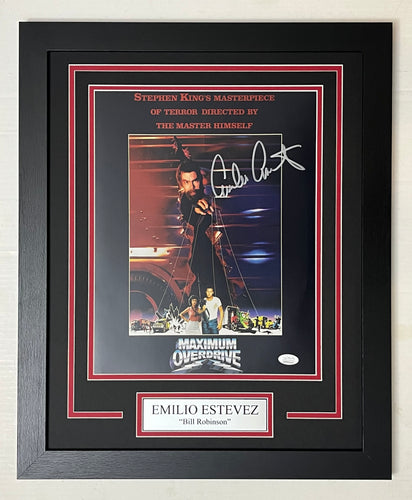 STEPHEN KING'S MASTERPIECE
OF TERROR DIRECTED BY
THE MASTER HIMSELF
MAXIMUM
OVERDRIVE
EMILIO ESTEVEZ
"Bill Robinson"